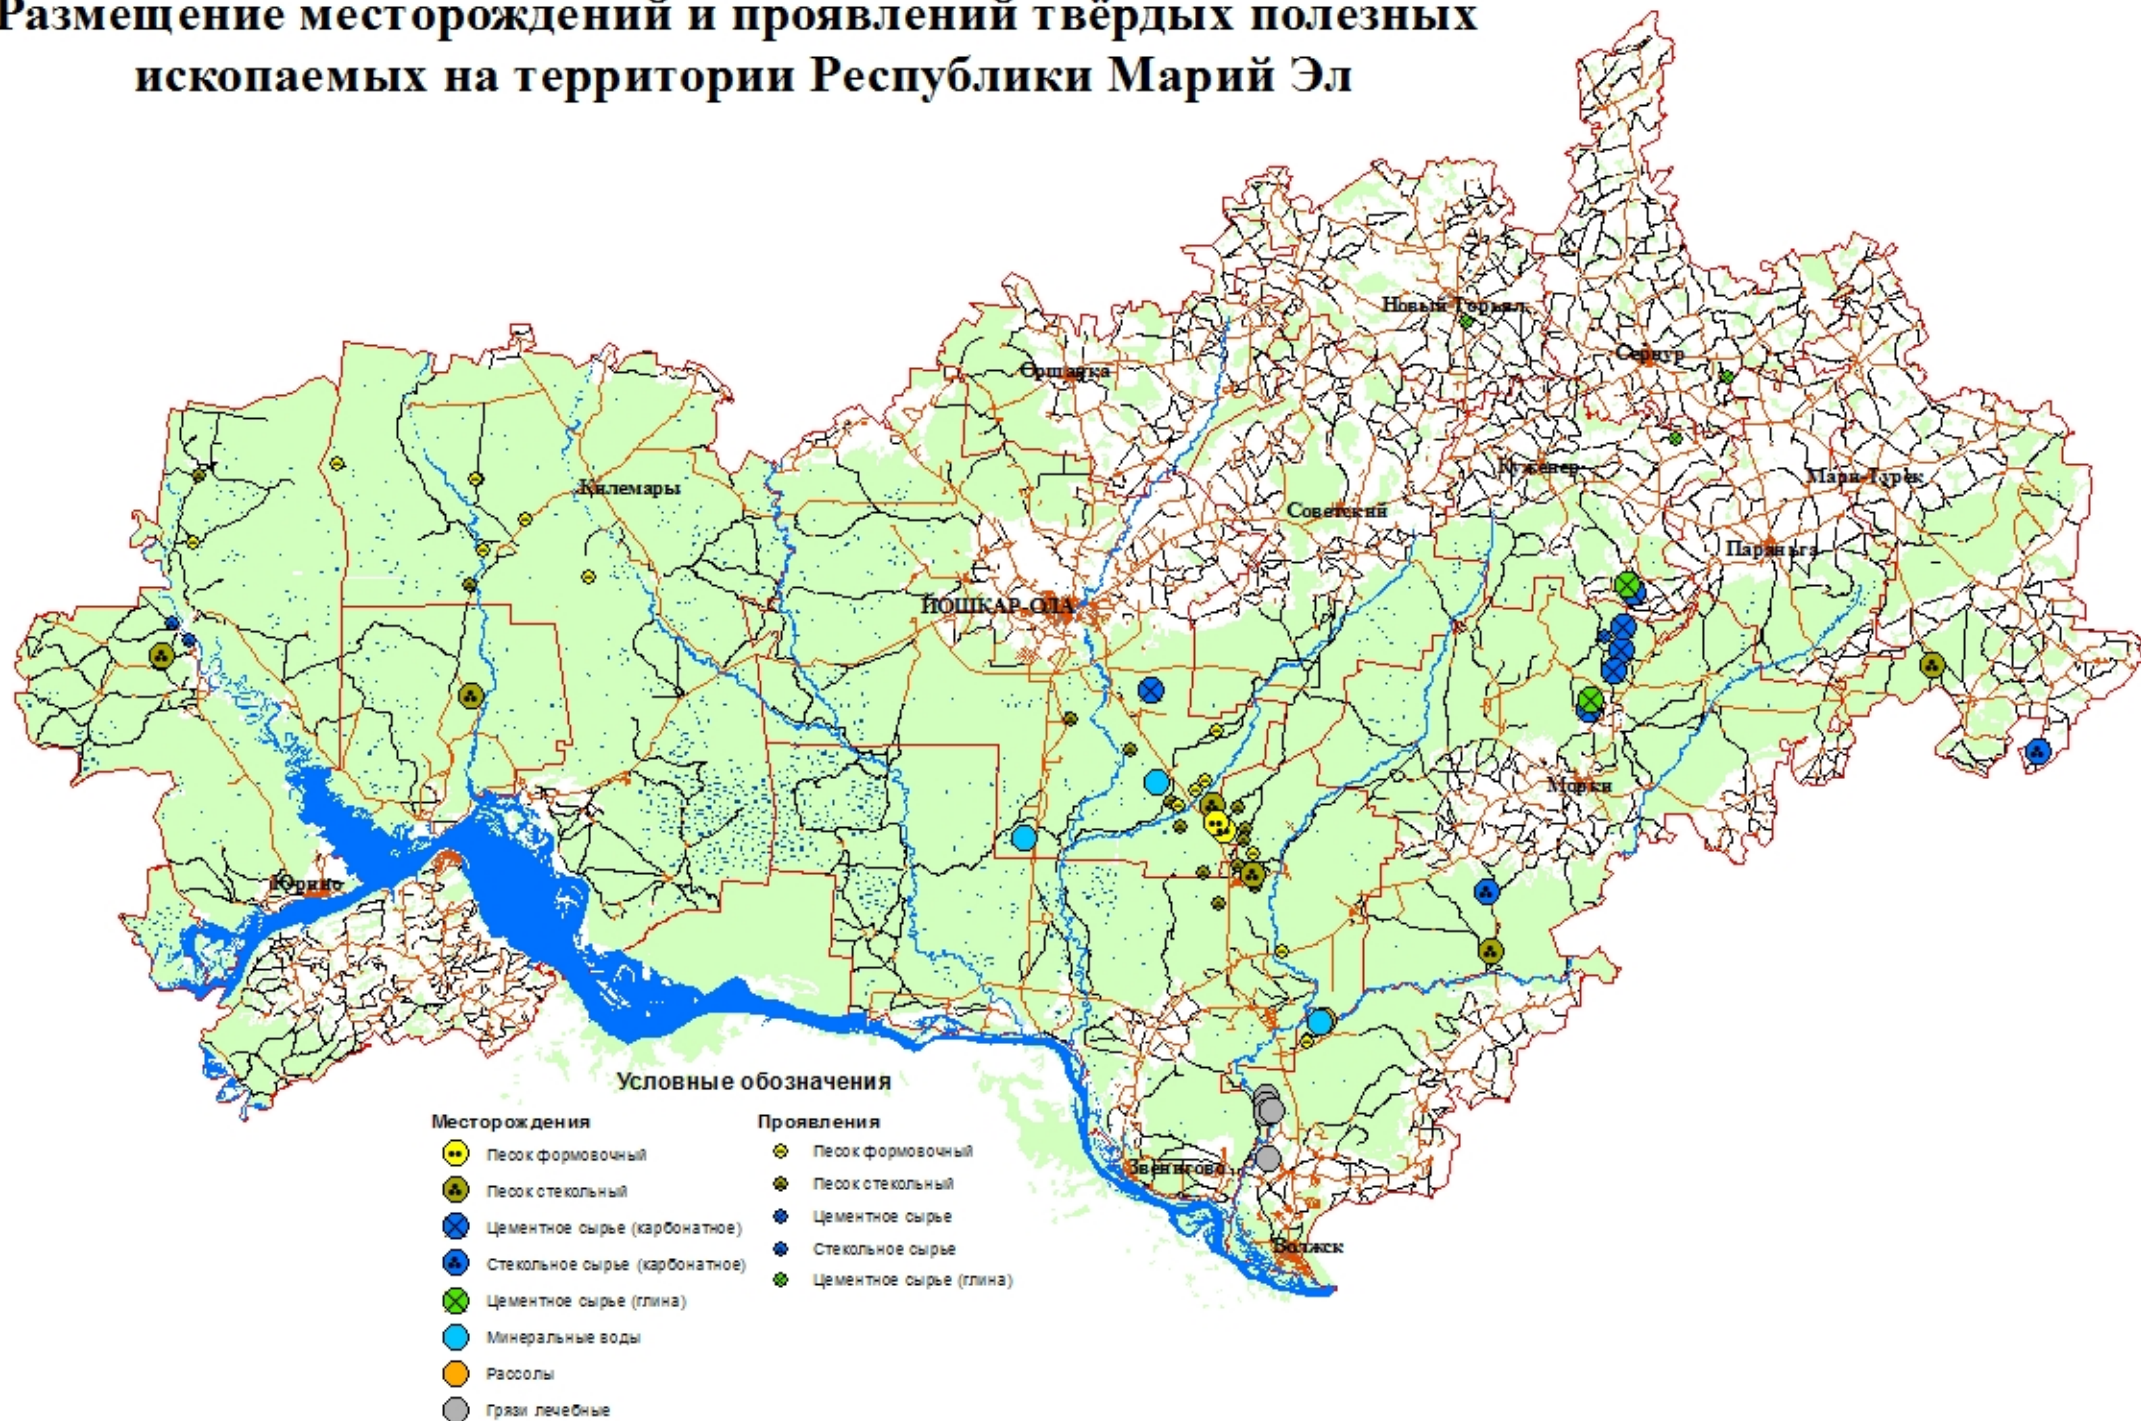 Размещение месторождений и проявлений твёрдых полезных
ископаемых на территории Республики Марий Эл
Новый Торъял
Сернур
Оршанка
Куженер
Мари-Турек
Килемары
Советский
Параньга
ЙОШКАР-ОЛА
Морки
Юрино
Звенигово
Волжск
Условные обозначения
Месторождения
Песок формовочный
Песок стекольный
Цементное сырье (карбонатное)
Стекольное сырье (карбонатное)
Цементное сырье (глина)
Минеральные воды
Рассолы
Грязи лечебные
Проявления
Песок формовочный
Песок стекольный
Цементное сырье
Стекольное сырье
Цементное сырье (глина)